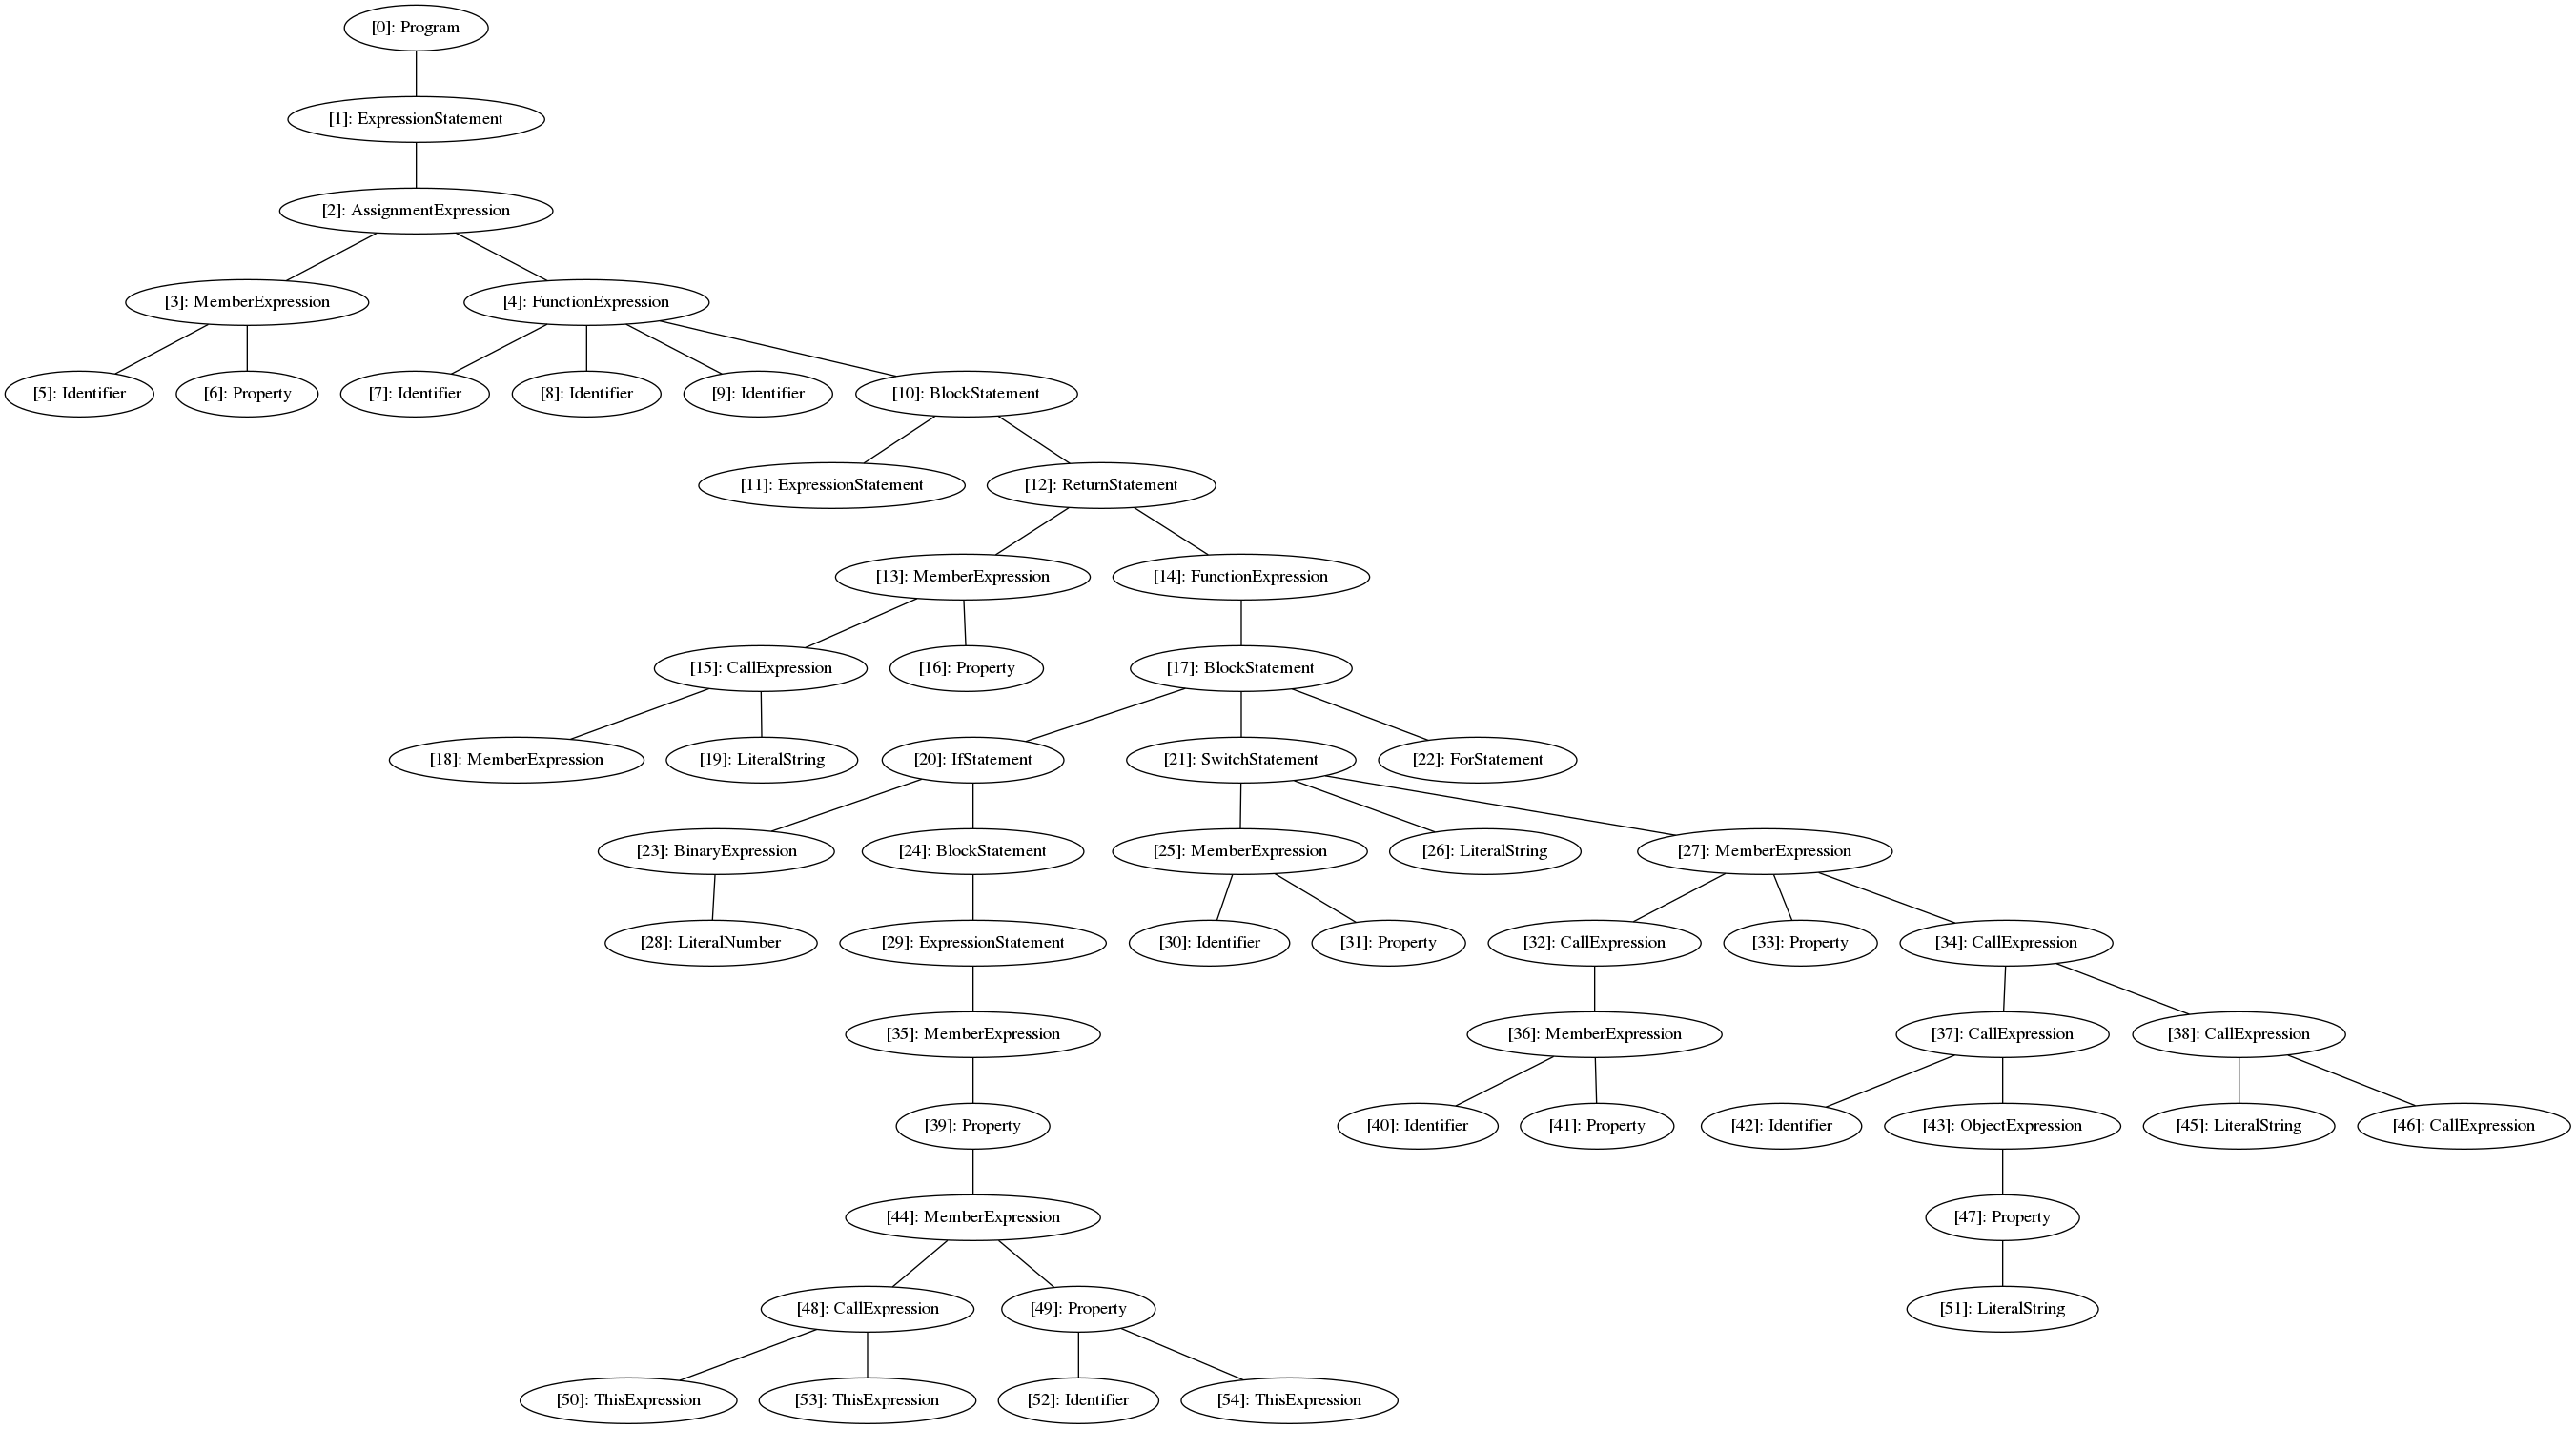 [0]: Program
[1]: ExpressionStatement
[2]: AssignmentExpression
[3]: MemberExpression
[4]: FunctionExpression
[5]: Identifier
[6]: Property
[7]: Identifier
[8]: Identifier
[9]: Identifier
[10]: BlockStatement
[11]: ExpressionStatement
[12]: ReturnStatement
[13]: MemberExpression
[14]: FunctionExpression
[15]: CallExpression
[16]: Property
[17]: BlockStatement
[18]: MemberExpression
[19]: LiteralString
[20]: IfStatement
[21]: SwitchStatement
[22]: ForStatement
[23]: BinaryExpression
[24]: BlockStatement
[25]: MemberExpression
[26]: LiteralString
[27]: MemberExpression
[28]: LiteralNumber
[29]: ExpressionStatement
[30]: Identifier
[31]: Property
[32]: CallExpression
[33]: Property
[34]: CallExpression
[35]: MemberExpression
[36]: MemberExpression
[37]: CallExpression
[38]: CallExpression
[39]: Property
[40]: Identifier
[41]: Property
[42]: Identifier
[43]: ObjectExpression
[45]: LiteralString
[46]: CallExpression
[44]: MemberExpression
[47]: Property
[48]: CallExpression
[49]: Property
[51]: LiteralString
[50]: ThisExpression
[53]: ThisExpression
[52]: Identifier
[54]: ThisExpression